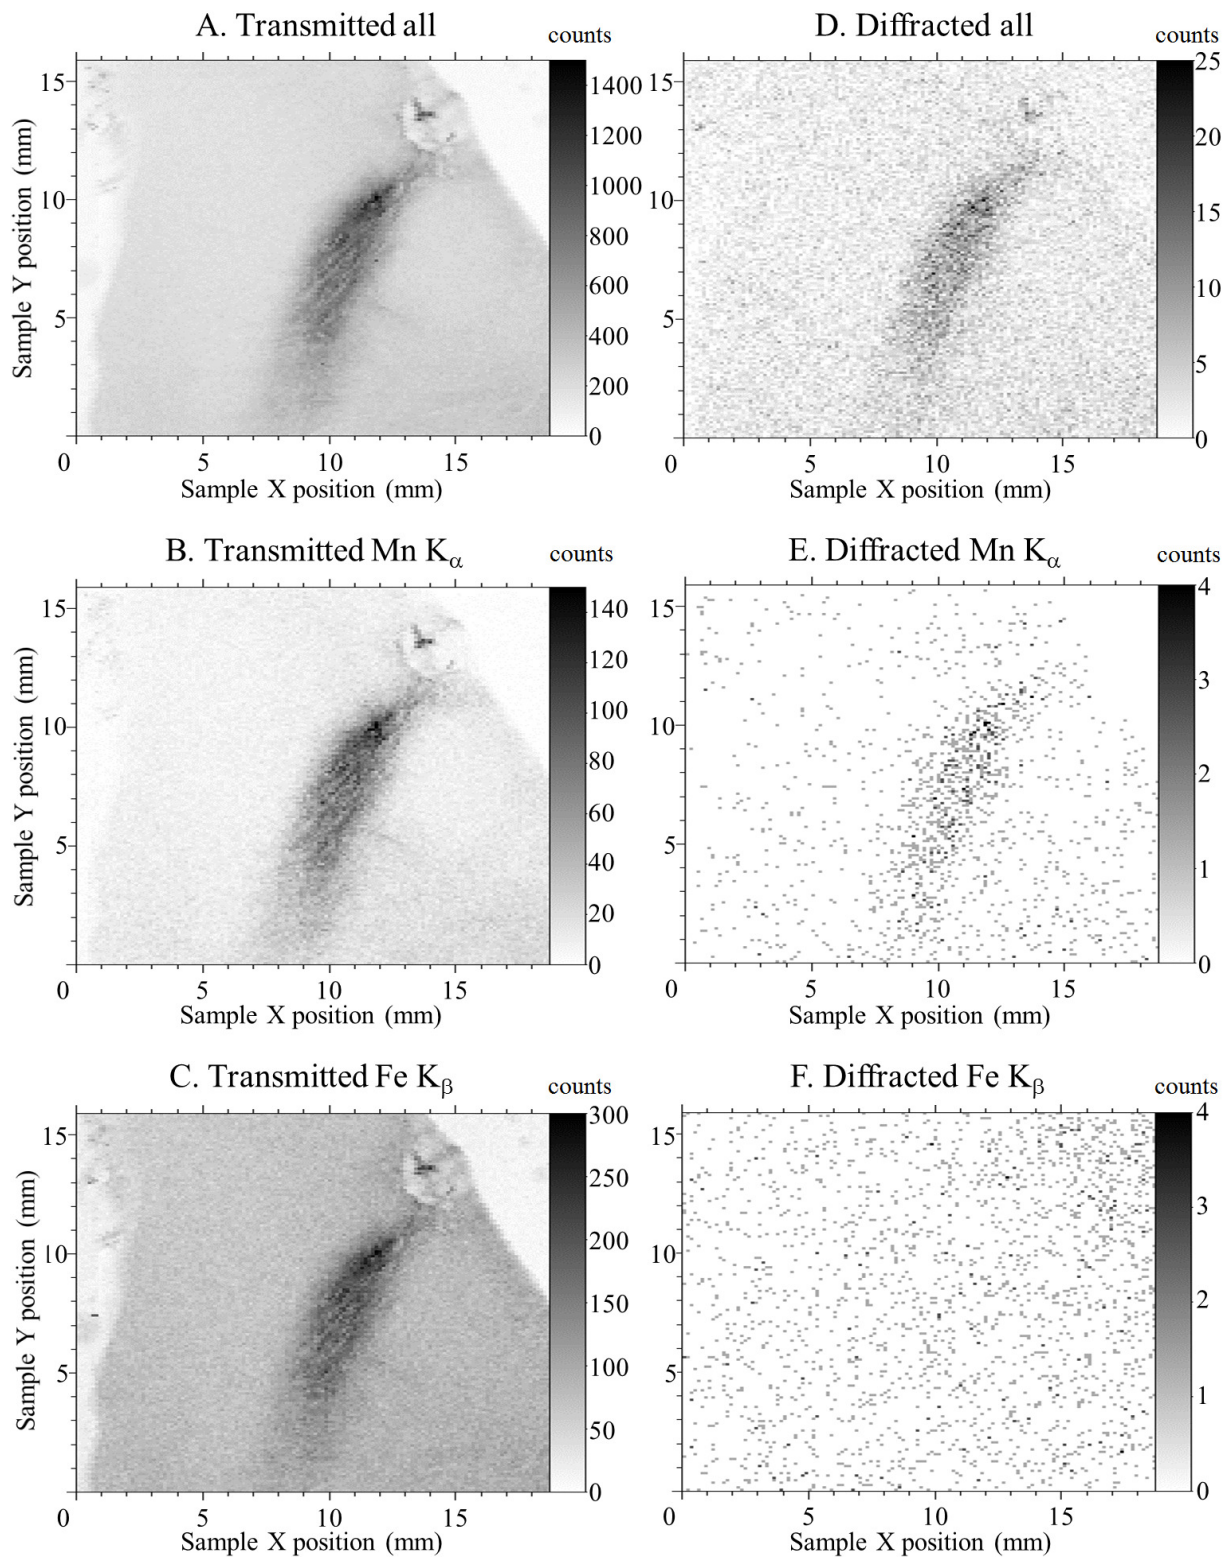 A. Transmitted all
counts
1400
1200
1000
800
600
400
200
0
15
10
5
Sample Y position (mm)
0 5 10 15
Sample X position (mm)
D. Diffracted all
counts
25
20
15
10
5
0
15
10
5
0 5 10 15
Sample X position (mm)
B. Transmitted Mn Kα
counts
140
120
100
80
60
40
20
0
15
10
5
Sample Y position (mm)
0 5 10 15
Sample X position (mm)
E. Diffracted Mn Kα
counts
4
3
2
1
0
15
10
5
0 5 10 15
Sample X position (mm)
C. Transmitted Fe Kβ
counts
300
250
200
150
100
50
0
15
10
5
Sample Y position (mm)
0 5 10 15
Sample X position (mm)
F. Diffracted Fe Kβ
counts
4
3
2
1
0
15
10
5
0 5 10 15
Sample X position (mm)